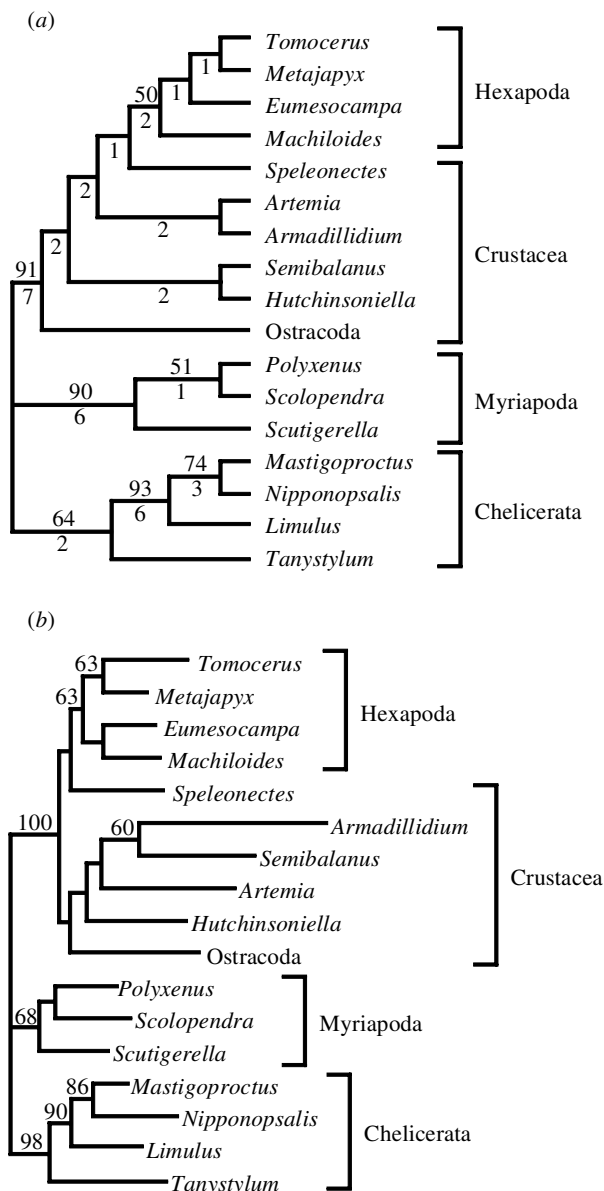 (a)
Tomocerus
1
Metajapyx
50
1
Eumesocampa
Hexapoda
2
Machiloides
1
Speleonectes
2
Artemia
2
Armadillidium
2
Crustacea
Semibalanus
91
2
Hutchinsoniella
7
Ostracoda
51
Polyxenus
90
1
Scolopendra
Myriapoda
6
Scutigerella
74
Mastigoproctus
93
3
Nipponopsalis
64
6
Limulus
Chelicerata
2
Tanystylum
(b)
63
Tomocerus
63
Metajapyx
Hexapoda
Eumesocampa
Machiloides
Speleonectes
100
60
Armadillidium
Semibalanus
Crustacea
Artemia
Hutchinsoniella
Ostracoda
Polyxenus
68
Scolopendra
Myriapoda
Scutigerella
86
Mastigoproctus
90
Nipponopsalis
98
Limulus
Chelicerata
Tanystylum